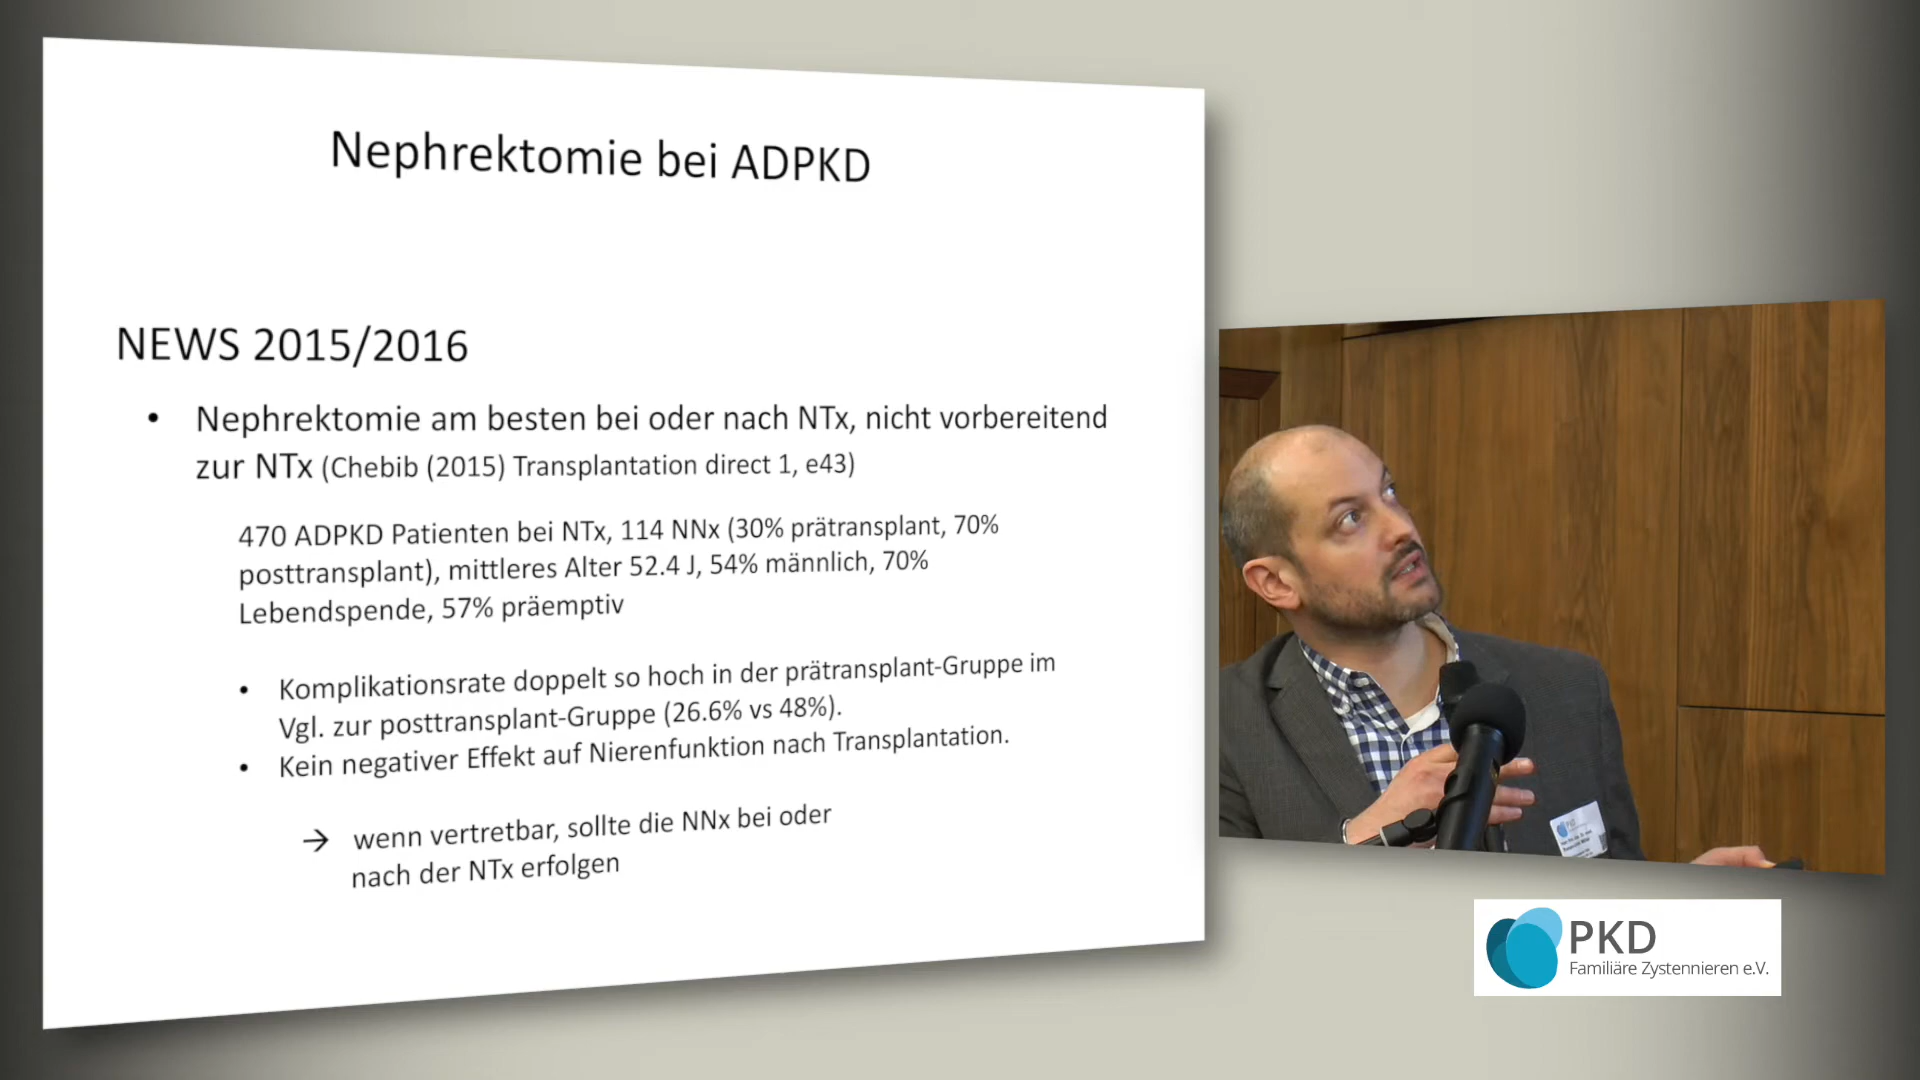 Nephrektomie bei ADPKD
NEWS 2015/2016
• Nephrektomie am besten bei oder nach NTx, nicht vorbereitend
zur NTx (Chebib (2015) Transplantation direct 1, e43)
470 ADPKD Patienten bei NTx, 114 NNx (30% prätransplant, 70%
posttransplant), mittleres Alter 52.4 J, 54% männlich, 70%
Lebendspende, 57% präemptiv
• Komplikationsrate doppelt so hoch in der prätransplant-Gruppe im
Vgl. zur posttransplant-Gruppe (26.6% vs 48%).
• Kein negativer Effekt auf Nierenfunktion nach Transplantation.
→ wenn vertretbar, sollte die NNx bei oder
nach der NTx erfolgen
PKD
PKD
Familiäre Zystennieren e.V.